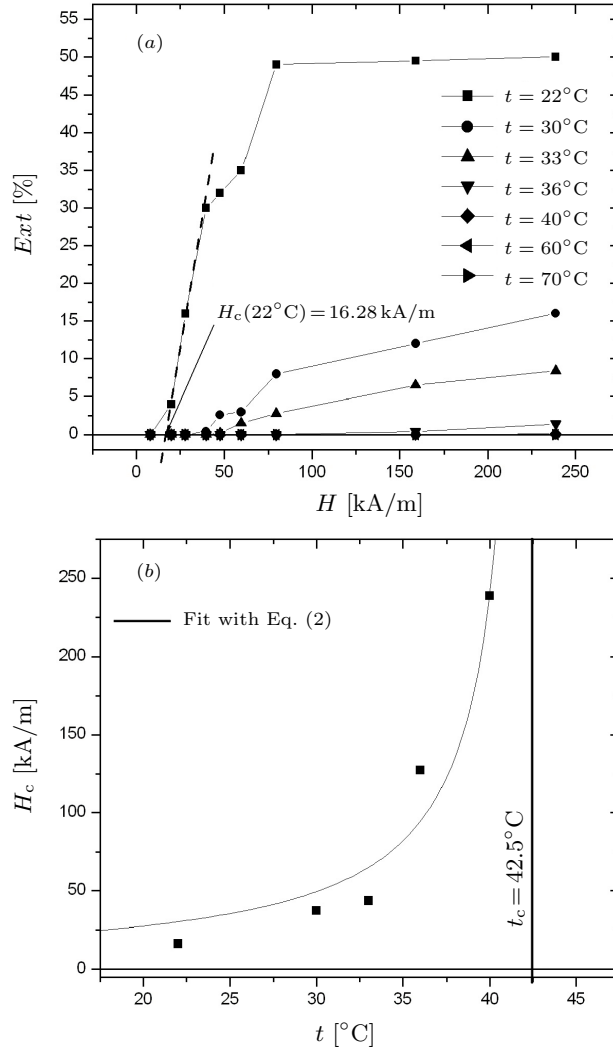 (a)
50
45
40
35
30
25
20
15
10
5
0
Ext [%]
t = 22°C
t = 30°C
t = 33°C
t = 36°C
t = 40°C
t = 60°C
t = 70°C
H_c(22°C) = 16.28 kA/m
0 50 100 150 200 250
H [kA/m]
(b)
Fit with Eq. (2)
250
200
150
100
50
0
H_c [kA/m]
t_c = 42.5°C
20 25 30 35 40 45
t [°C]